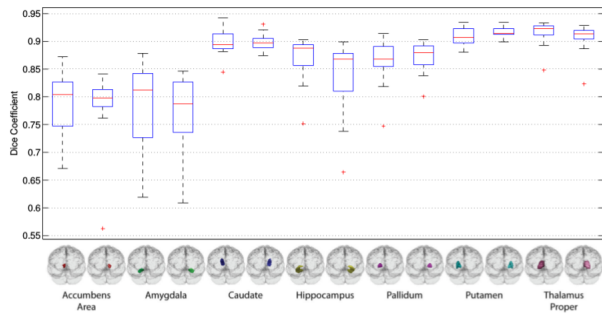 0.95
0.9
0.85
0.8
0.75
0.7
0.65
0.6
0.55
Dice Coefficient
Accumbens Area
Amygdala
Caudate
Hippocampus
Pallidum
Putamen
Thalamus Proper